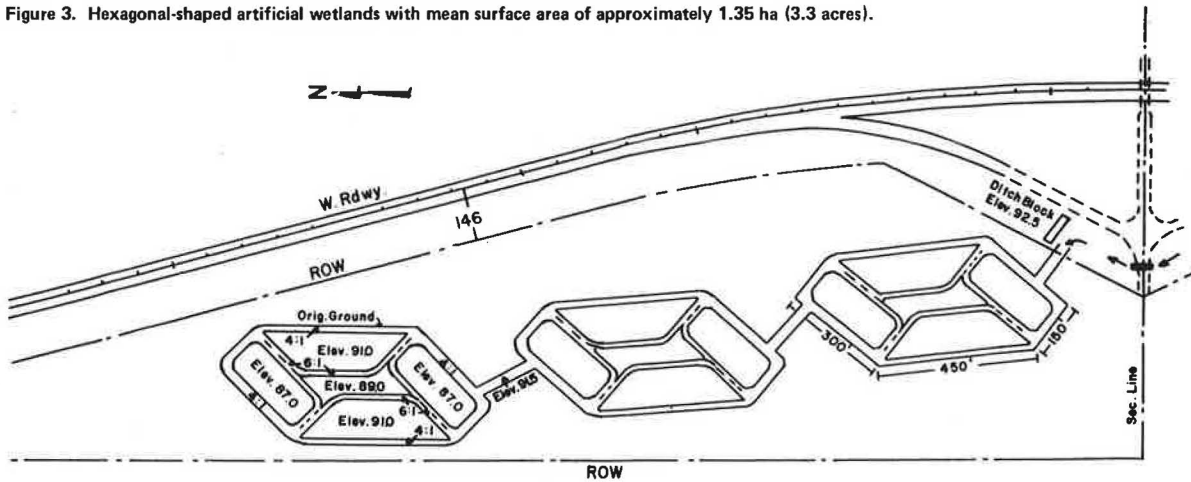 Figure 3. Hexagonal-shaped artificial wetlands with mean surface area of approximately 1.35 ha (3.3 acres).
N
W. Rdwy.
146
ROW
Ditch Block
Elev. 92.5
Orig. Ground
4:1
Elev. 91.0
6:1
4:1
Elev. 87.0
Elev. 89.0
Elev. 87.0
4:1
6:1
Elev. 91.0
4:1
Elev. 91.5
300'
450'
150'
Sec. Line
ROW